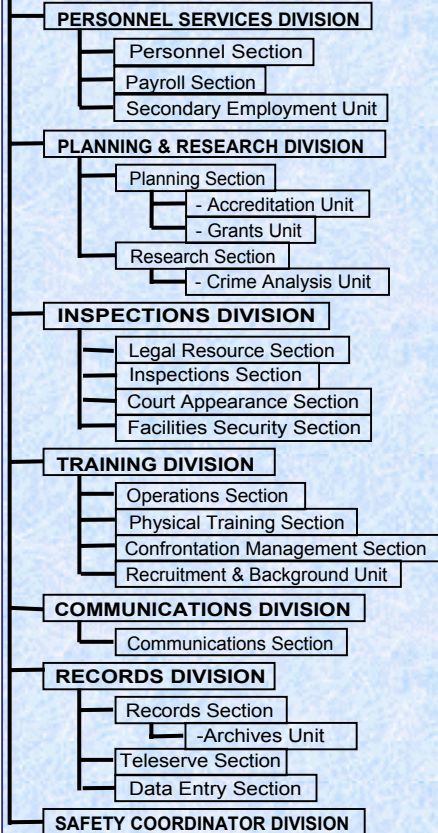 PERSONNEL SERVICES DIVISION
Personnel Section
Payroll Section
Secondary Employment Unit
PLANNING & RESEARCH DIVISION
Planning Section
- Accreditation Unit
- Grants Unit
Research Section
- Crime Analysis Unit
INSPECTIONS DIVISION
Legal Resource Section
Inspections Section
Court Appearance Section
Facilities Security Section
TRAINING DIVISION
Operations Section
Physical Training Section
Confrontation Management Section
Recruitment & Background Unit
COMMUNICATIONS DIVISION
Communications Section
RECORDS DIVISION
Records Section
-Archives Unit
Teleserve Section
Data Entry Section
SAFETY COORDINATOR DIVISION